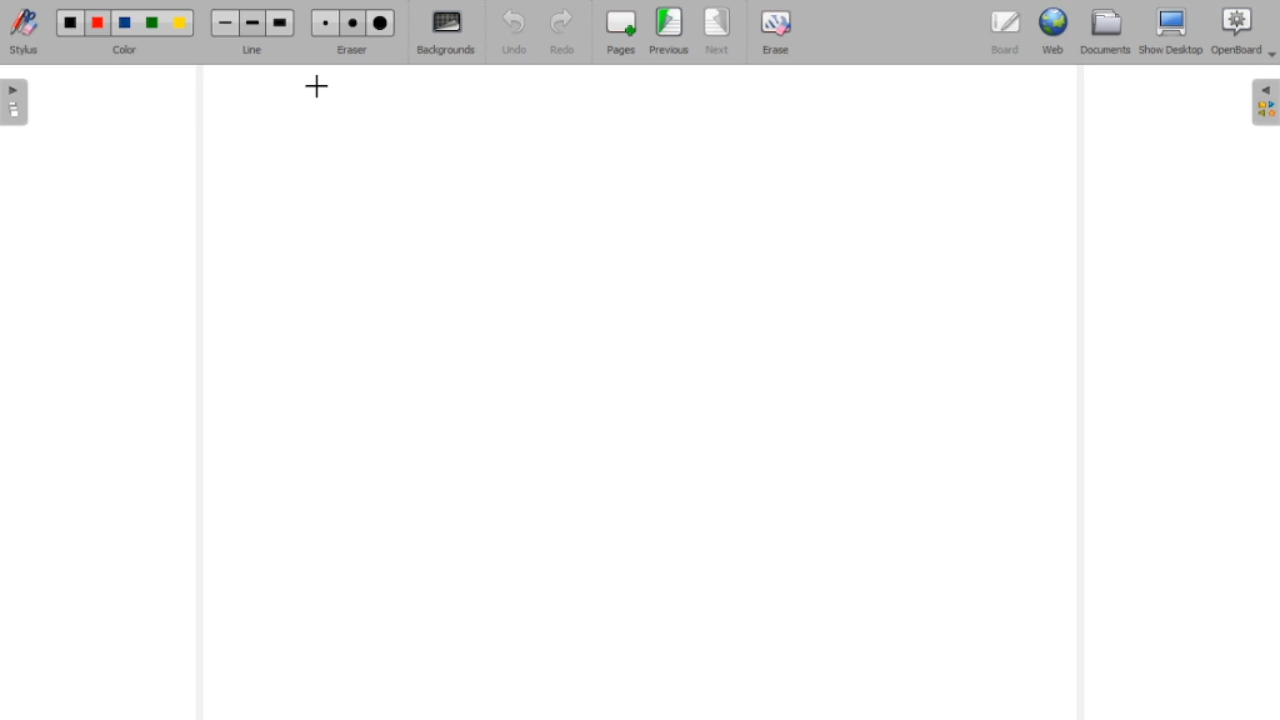 Stylus
Color
Line
Eraser
Backgrounds
Undo
Redo
Pages
Previous
Next
Erase
Board
Web
Documents
Show Desktop
OpenBoard